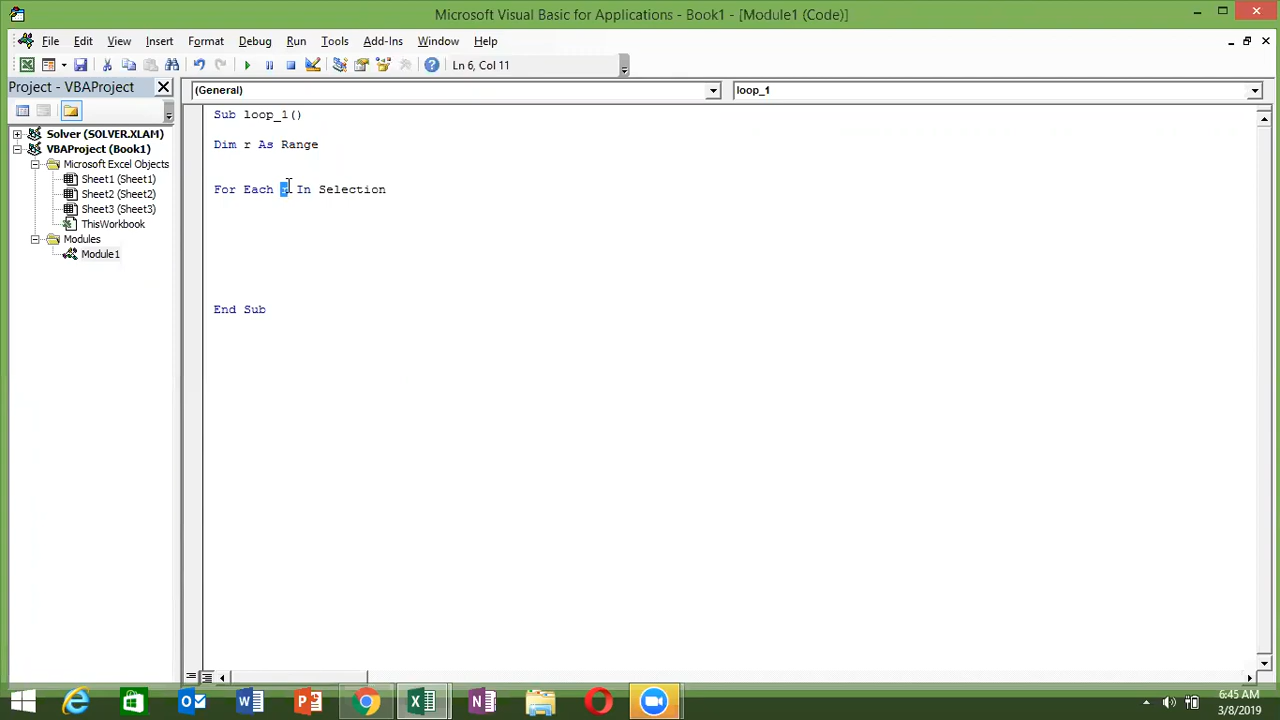 Microsoft Visual Basic for Applications - Book1 - [Module1 (Code)]
File Edit View Insert Format Debug Run Tools Add-Ins Window Help
Ln 6, Col 11
Project - VBAProject
(General) loop_1
Solver (SOLVER.XLAM)
VBAProject (Book1)
Microsoft Excel Objects
Sheet1 (Sheet1)
Sheet2 (Sheet2)
Sheet3 (Sheet3)
ThisWorkbook
Modules
Module1
Sub loop_1()
Dim r As Range
For Each r In Selection
End Sub
6:45 AM
3/8/2019